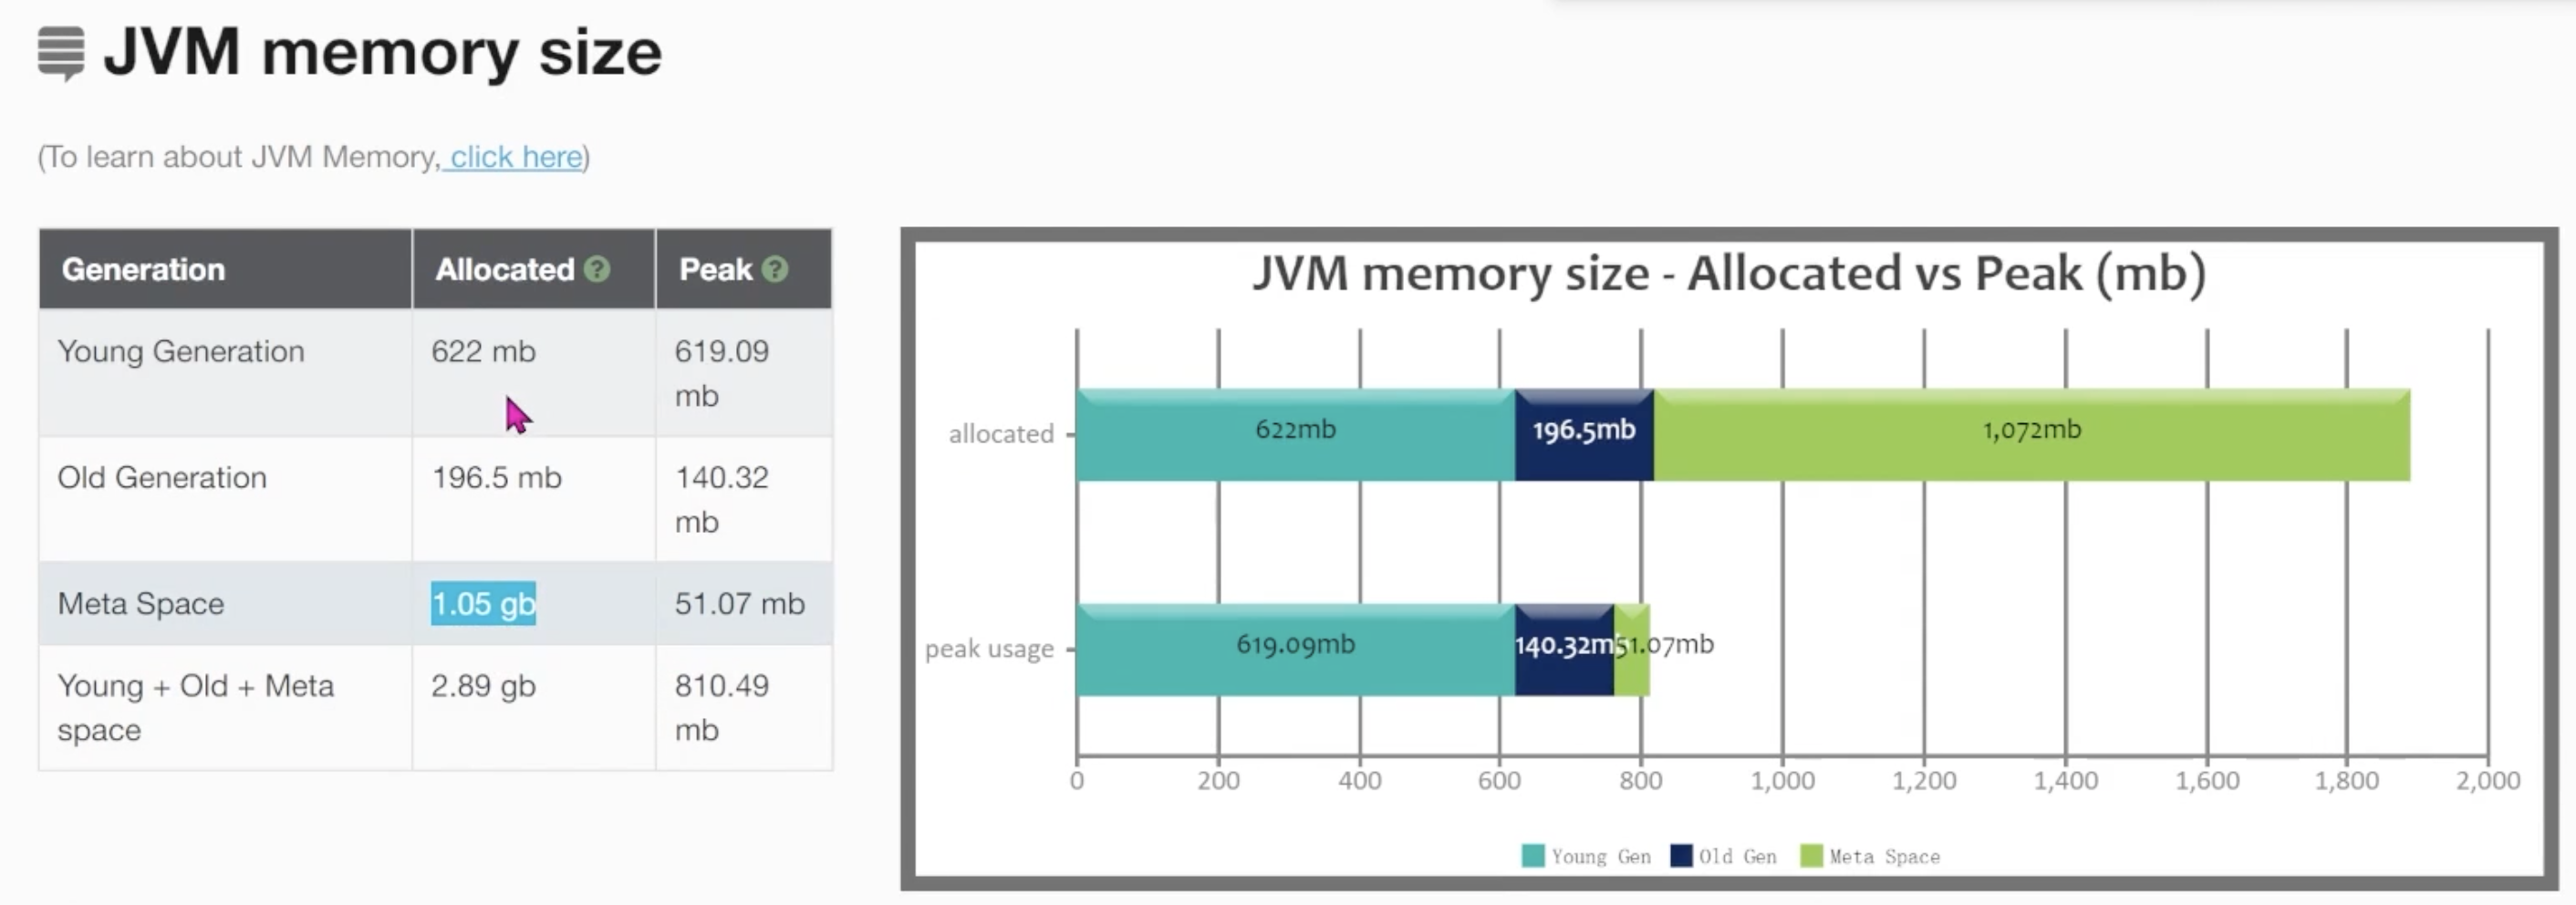 JVM memory size
(To learn about JVM Memory, click here)
Generation Allocated ? Peak ?
Young Generation 622 mb 619.09
mb
Old Generation 196.5 mb 140.32
mb
Meta Space 1.05 gb 51.07 mb
Young + Old + Meta 2.89 gb 810.49
space mb
JVM memory size - Allocated vs Peak (mb)
allocated 622mb 196.5mb 1,072mb
peak usage 619.09mb 140.32mb 51.07mb
0 200 400 600 800 1,000 1,200 1,400 1,600 1,800 2,000
Young Gen Old Gen Meta Space